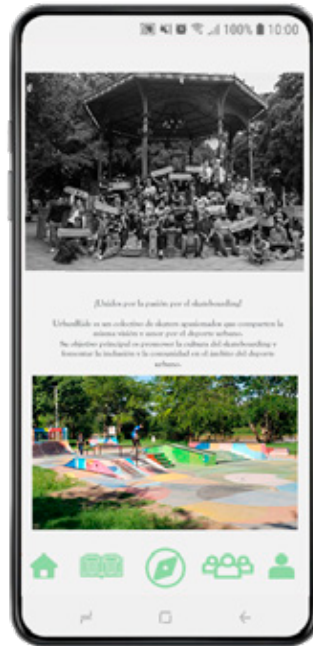 100% 10:00
¡Unidos por la pasión por el skateboarding!
UrbanRide es un colectivo de skaters apasionados que comparten la
misma visión y amor por el deporte urbano.
Su objetivo principal es promover la cultura del skateboarding y
fomentar la inclusión y la comunidad en el ámbito del deporte
urbano.